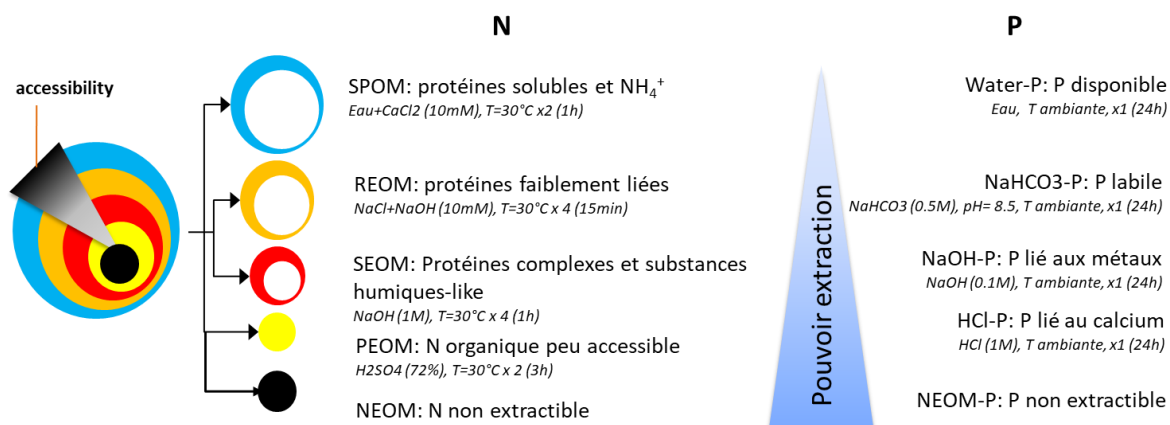 N
P
accessibility
SPOM: protéines solubles et NH₄⁺
Eau+CaCl2 (10mM), T=30°C x2 (1h)
REOM: protéines faiblement liées
NaCl+NaOH (10mM), T=30°C x 4 (15min)
SEOM: Protéines complexes et substances
humiques-like
NaOH (1M), T=30°C x 4 (1h)
PEOM: N organique peu accessible
H2SO4 (72%), T=30°C x 2 (3h)
NEOM: N non extractible
Pouvoir extraction
Water-P: P disponible
Eau, T ambiante, x1 (24h)
NaHCO3-P: P labile
NaHCO3 (0.5M), pH= 8.5, T ambiante, x1 (24h)
NaOH-P: P lié aux métaux
NaOH (0.1M), T ambiante, x1 (24h)
HCl-P: P lié au calcium
HCl (1M), T ambiante, x1 (24h)
NEOM-P: P non extractible